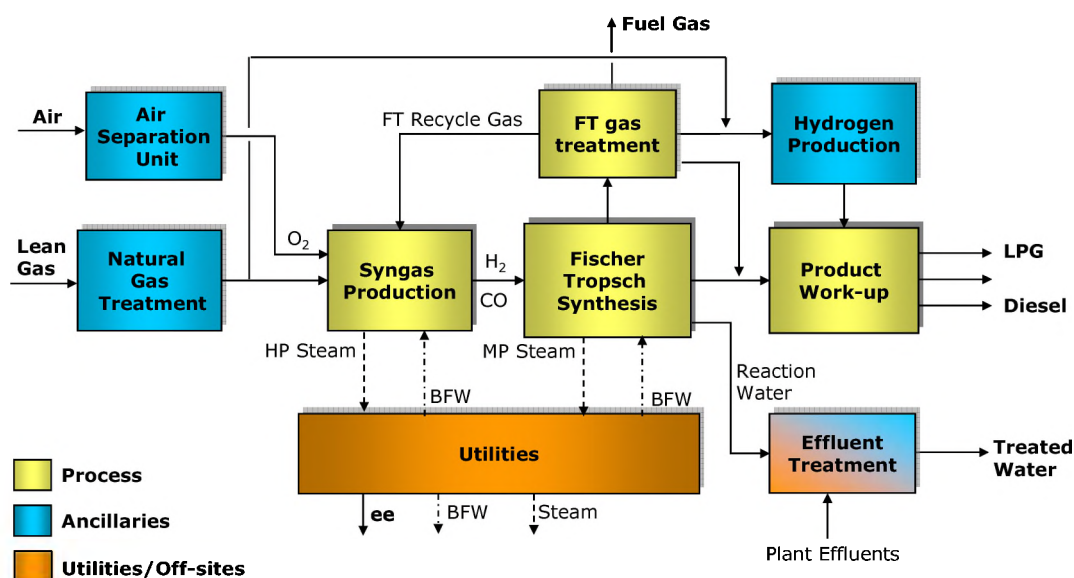 Fuel Gas
Air
Air
Separation
Unit
FT Recycle Gas
FT gas
treatment
Hydrogen
Production
Lean
Gas
Natural
Gas
Treatment
O2
Syngas
Production
H2
CO
Fischer
Tropsch
Synthesis
Product
Work-up
LPG
Diesel
HP Steam
BFW
MP Steam
BFW
Reaction
Water
Utilities
Effluent
Treatment
Treated
Water
ee
BFW
Steam
Plant Effluents
Process
Ancillaries
Utilities/Off-sites